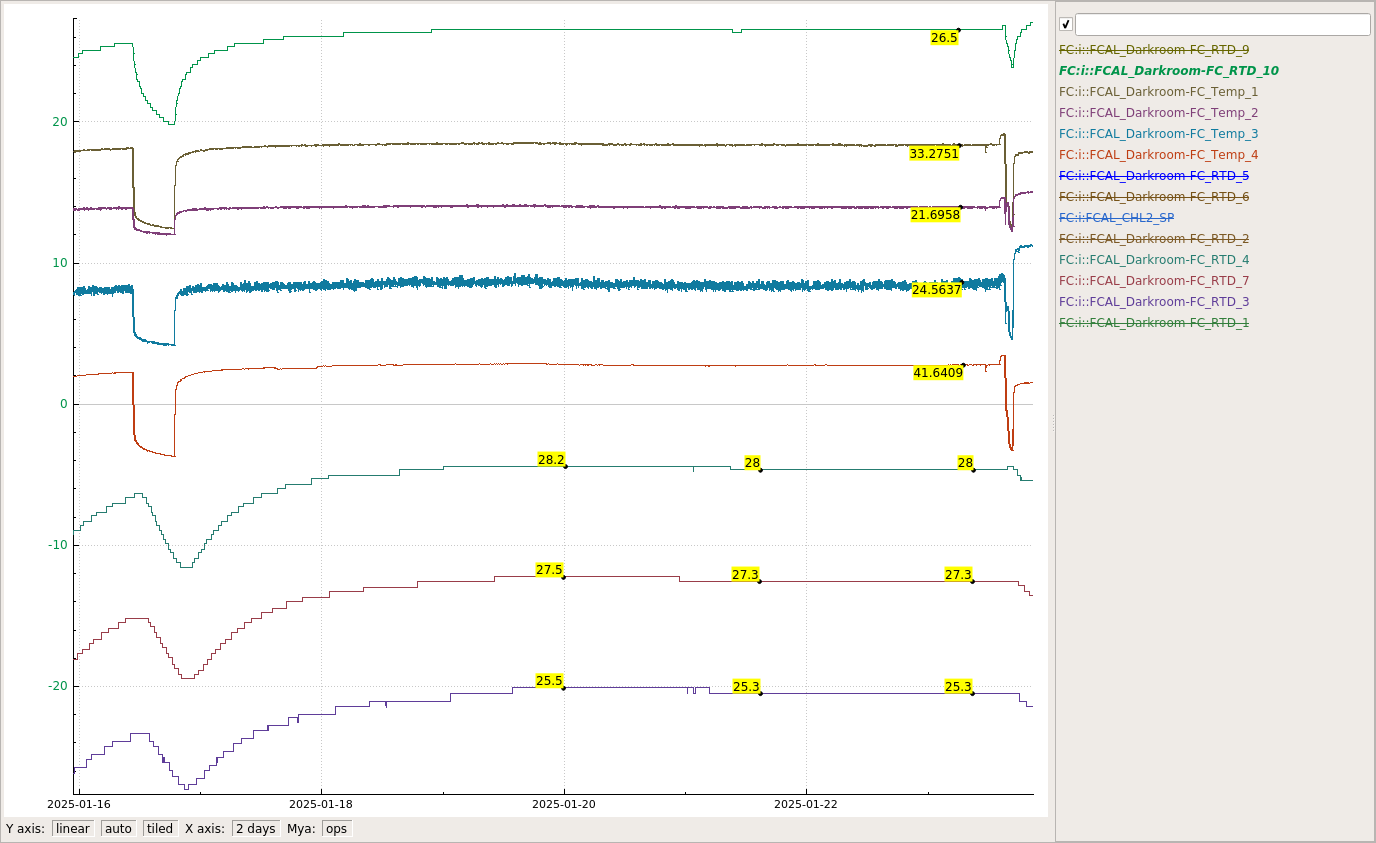 26.5
20
33.2751
21.6958
10
24.5637
41.6409
0
28.2 28 28
-10
27.5 27.3 27.3
-20
25.5 25.3 25.3
2025-01-16 2025-01-18 2025-01-20 2025-01-22
Y axis: linear auto tiled X axis: 2 days Mya: ops
FC:i::FCAL_Darkroom-FC_RTD_9
FC:i::FCAL_Darkroom-FC_RTD_10
FC:i::FCAL_Darkroom-FC_Temp_1
FC:i::FCAL_Darkroom-FC_Temp_2
FC:i::FCAL_Darkroom-FC_Temp_3
FC:i::FCAL_Darkroom-FC_Temp_4
FC:i::FCAL_Darkroom-FC_RTD_5
FC:i::FCAL_Darkroom-FC_RTD_6
FC:i:FCAL_CHL2_SP
FC:i::FCAL_Darkroom-FC_RTD_2
FC:i::FCAL_Darkroom-FC_RTD_4
FC:i::FCAL_Darkroom-FC_RTD_7
FC:i::FCAL_Darkroom-FC_RTD_3
FC:i::FCAL_Darkroom-FC_RTD_1